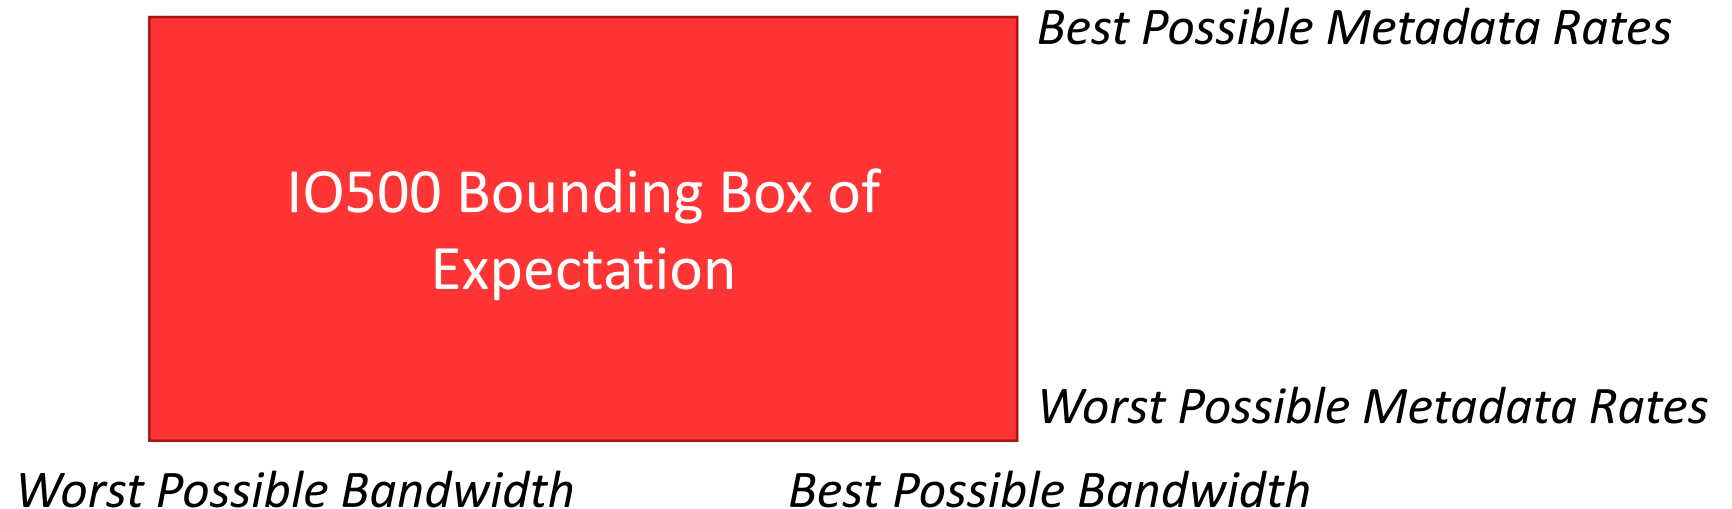 Best Possible Metadata Rates
IO500 Bounding Box of
Expectation
Worst Possible Metadata Rates
Worst Possible Bandwidth
Best Possible Bandwidth